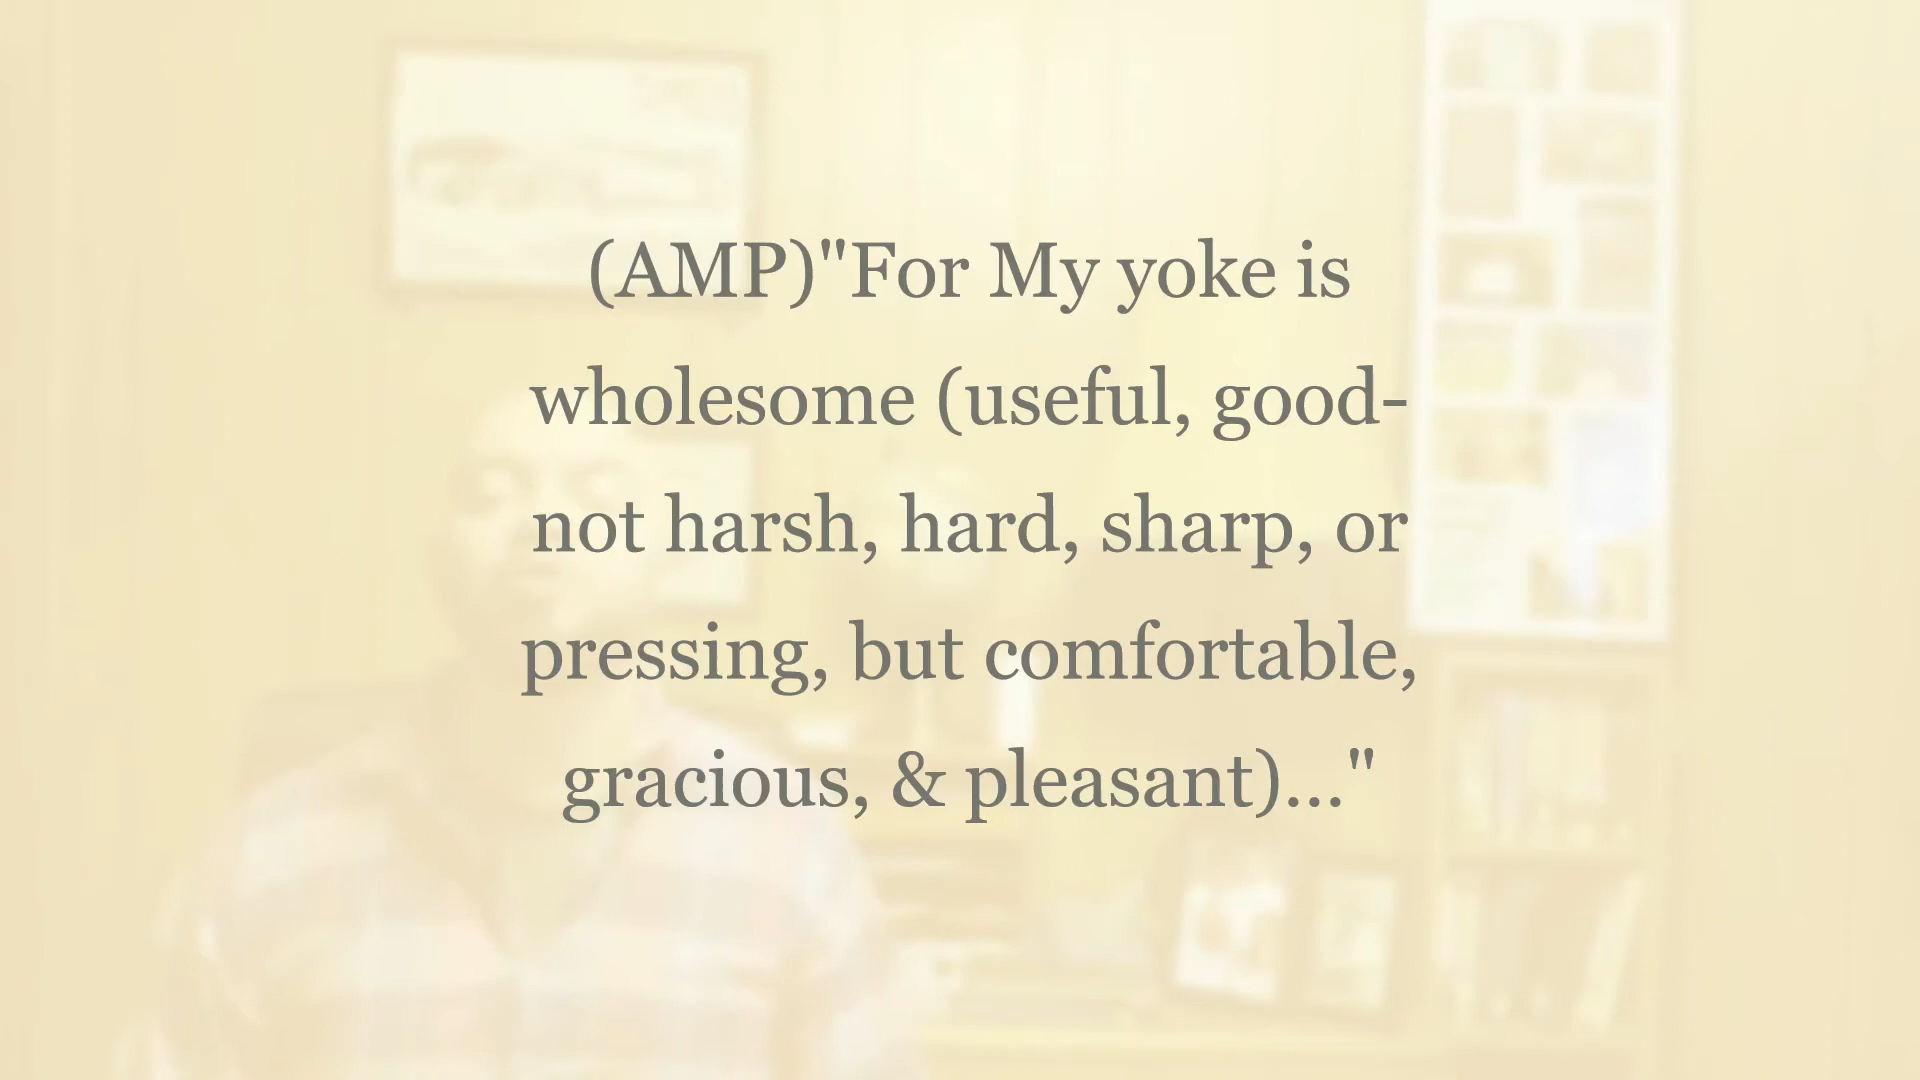 (AMP)"For My yoke is
wholesome (useful, good-
not harsh, hard, sharp, or
pressing, but comfortable,
gracious, & pleasant)..."